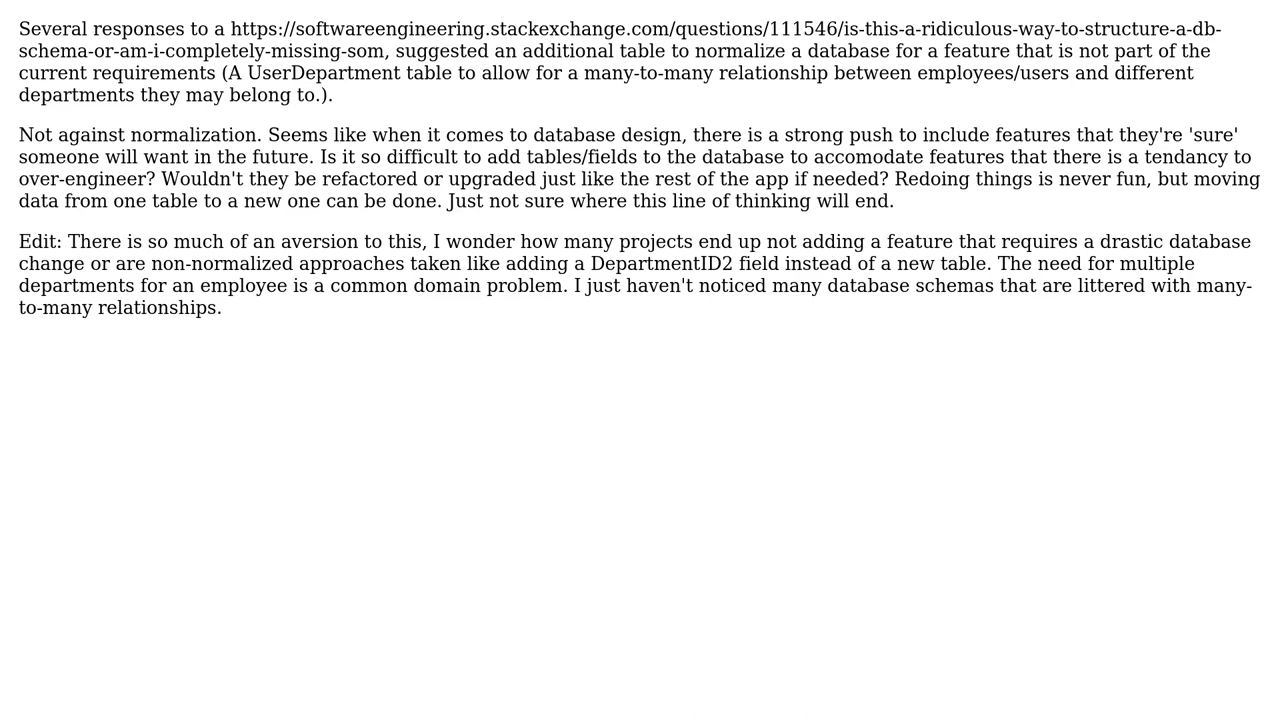 Several responses to a https://softwareengineering.stackexchange.com/questions/111546/is-this-a-ridiculous-way-to-structure-a-db-
schema-or-am-i-completely-missing-som, suggested an additional table to normalize a database for a feature that is not part of the
current requirements (A UserDepartment table to allow for a many-to-many relationship between employees/users and different
departments they may belong to.).
Not against normalization. Seems like when it comes to database design, there is a strong push to include features that they're 'sure'
someone will want in the future. Is it so difficult to add tables/fields to the database to accomodate features that there is a tendancy to
over-engineer? Wouldn't they be refactored or upgraded just like the rest of the app if needed? Redoing things is never fun, but moving
data from one table to a new one can be done. Just not sure where this line of thinking will end.
Edit: There is so much of an aversion to this, I wonder how many projects end up not adding a feature that requires a drastic database
change or are non-normalized approaches taken like adding a DepartmentID2 field instead of a new table. The need for multiple
departments for an employee is a common domain problem. I just haven't noticed many database schemas that are littered with many-
to-many relationships.